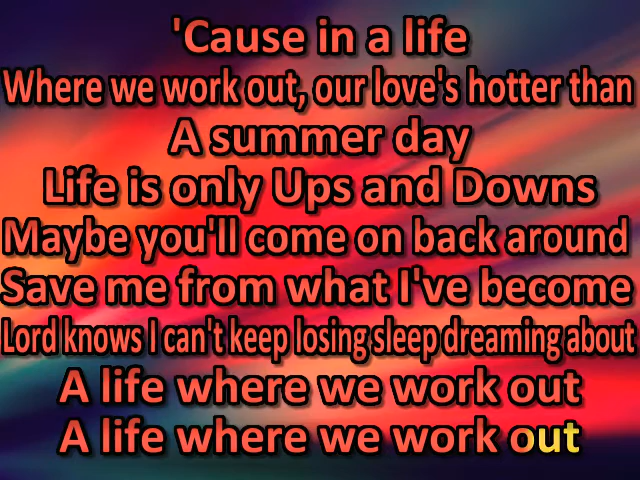 'Cause in a life
Where we work out, our love's hotter than
A summer day
Life is only Ups and Downs
Maybe you'll come on back around
Save me from what I've become
Lord knows I can't keep losing sleep dreaming about
A life where we work out
A life where we work out